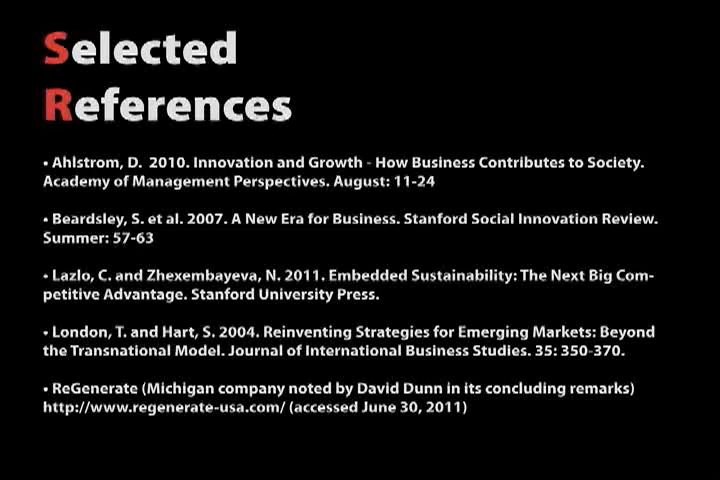 Selected
References
• Ahlstrom, D.  2010. Innovation and Growth - How Business Contributes to Society.
Academy of Management Perspectives. August: 11-24
• Beardsley, S. et al. 2007. A New Era for Business. Stanford Social Innovation Review.
Summer: 57-63
• Lazlo, C. and Zhexembayeva, N. 2011. Embedded Sustainability: The Next Big Com-
petitive Advantage. Stanford University Press.
• London, T. and Hart, S. 2004. Reinventing Strategies for Emerging Markets: Beyond
the Transnational Model. Journal of International Business Studies. 35: 350-370.
• ReGenerate (Michigan company noted by David Dunn in its concluding remarks)
http://www.regenerate-usa.com/ (accessed June 30, 2011)